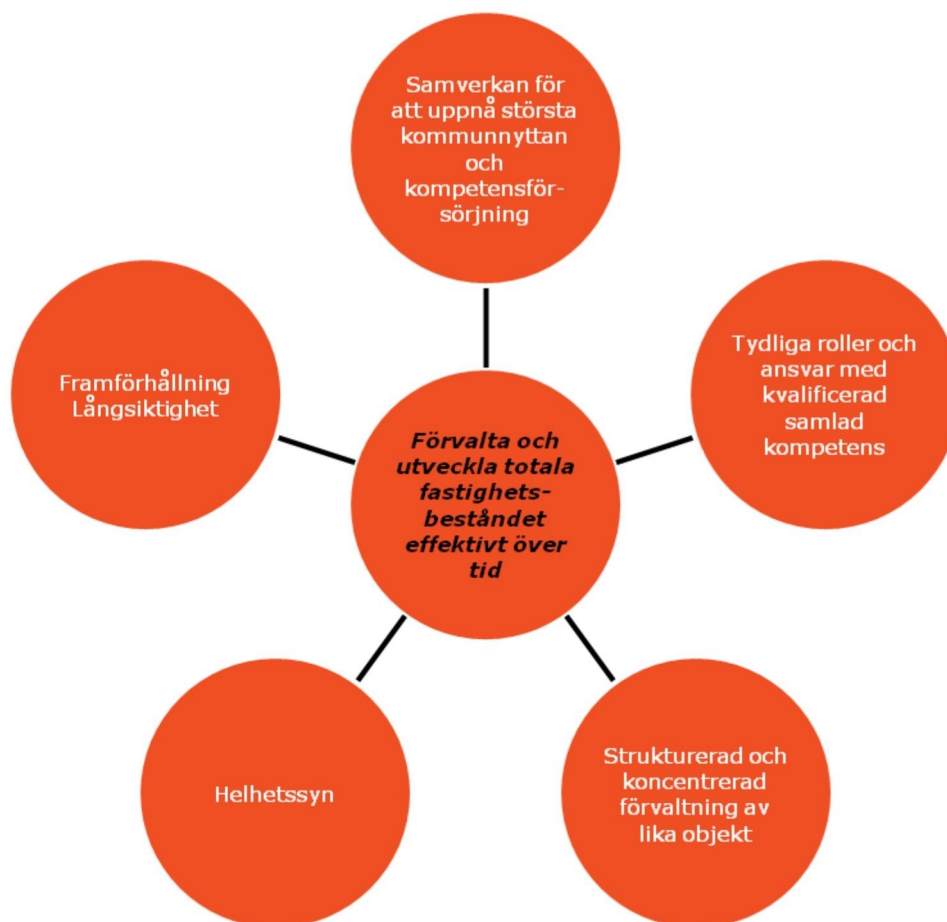 Samverkan för
att uppnå största
kommunnyttan
och
kompetensför-
sörjning
Tydliga roller och
ansvar med
kvalificerad
samlad
kompetens
Framförhållning
Långsiktighet
Förvalta och
utveckla totala
fastighets-
beståndet
effektivt över
tid
Helhetssyn
Strukturerad och
koncentrerad
förvaltning av
lika objekt